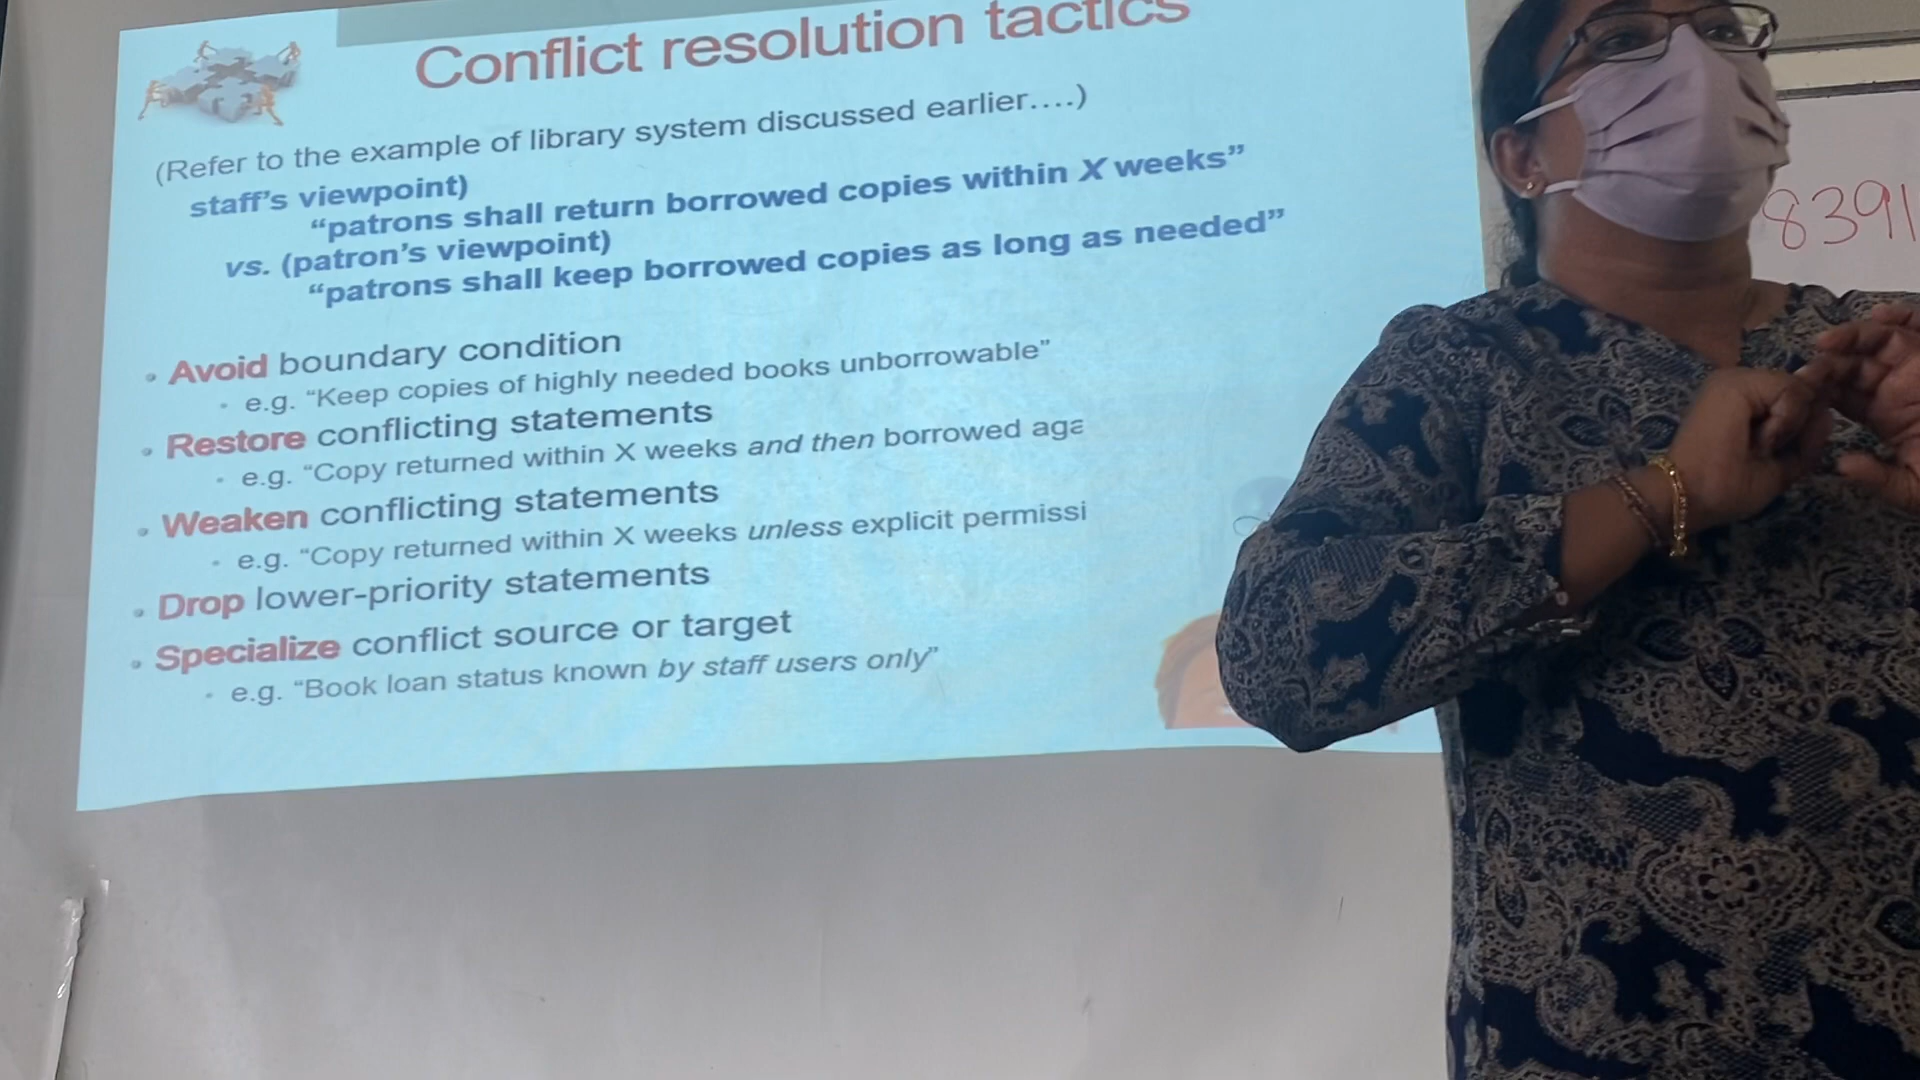 Conflict resolution tactics
(Refer to the example of library system discussed earlier....)
staff's viewpoint)
“patrons shall return borrowed copies within X weeks”
vs. (patron's viewpoint)
“patrons shall keep borrowed copies as long as needed”
• Avoid boundary condition
• e.g. “Keep copies of highly needed books unborrowable”
• Restore conflicting statements
• e.g. “Copy returned within X weeks and then borrowed aga
• Weaken conflicting statements
• e.g. “Copy returned within X weeks unless explicit permissi
• Drop lower-priority statements
• Specialize conflict source or target
• e.g. “Book loan status known by staff users only”
8391